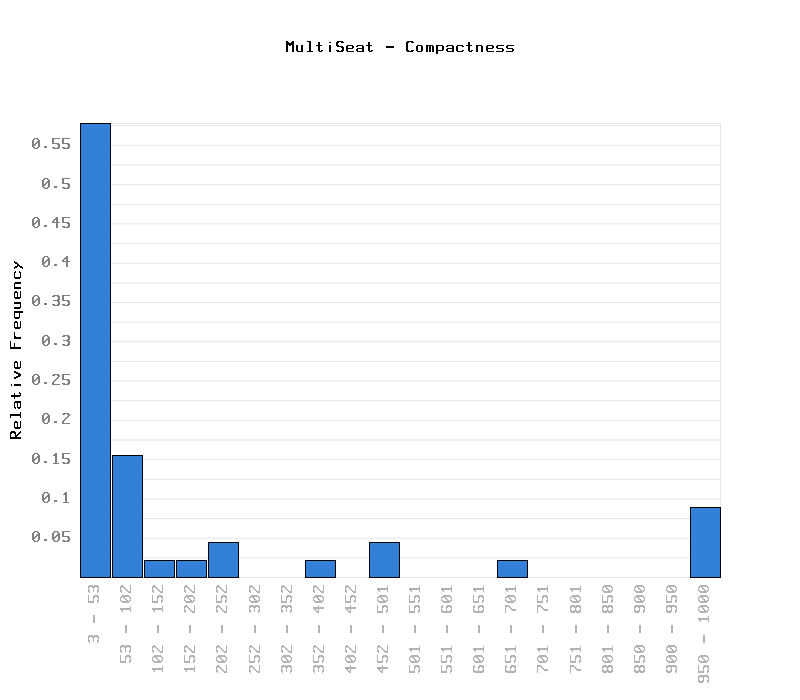 MultiSeat - Compactness
Relative Frequency
0.55
0.5
0.45
0.4
0.35
0.3
0.25
0.2
0.15
0.1
0.05
3 - 53
53 - 102
102 - 152
152 - 202
202 - 252
252 - 302
302 - 352
352 - 402
402 - 452
452 - 501
501 - 551
551 - 601
601 - 651
651 - 701
701 - 751
751 - 801
801 - 850
850 - 900
900 - 950
950 - 1000